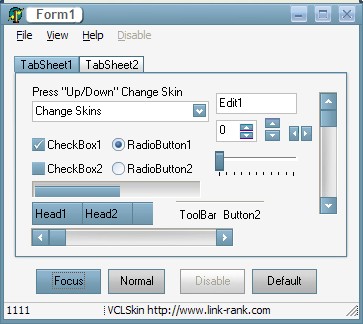 Form1
File View Help Disable
TabSheet1 TabSheet2
Press "Up/Down" Change Skin
Edit1
Change Skins
0
CheckBox1 RadioButton1
CheckBox2 RadioButton2
Head1 Head2 ToolBar Button2
Focus Normal Disable Default
1111 VCLSkin http://www.link-rank.com